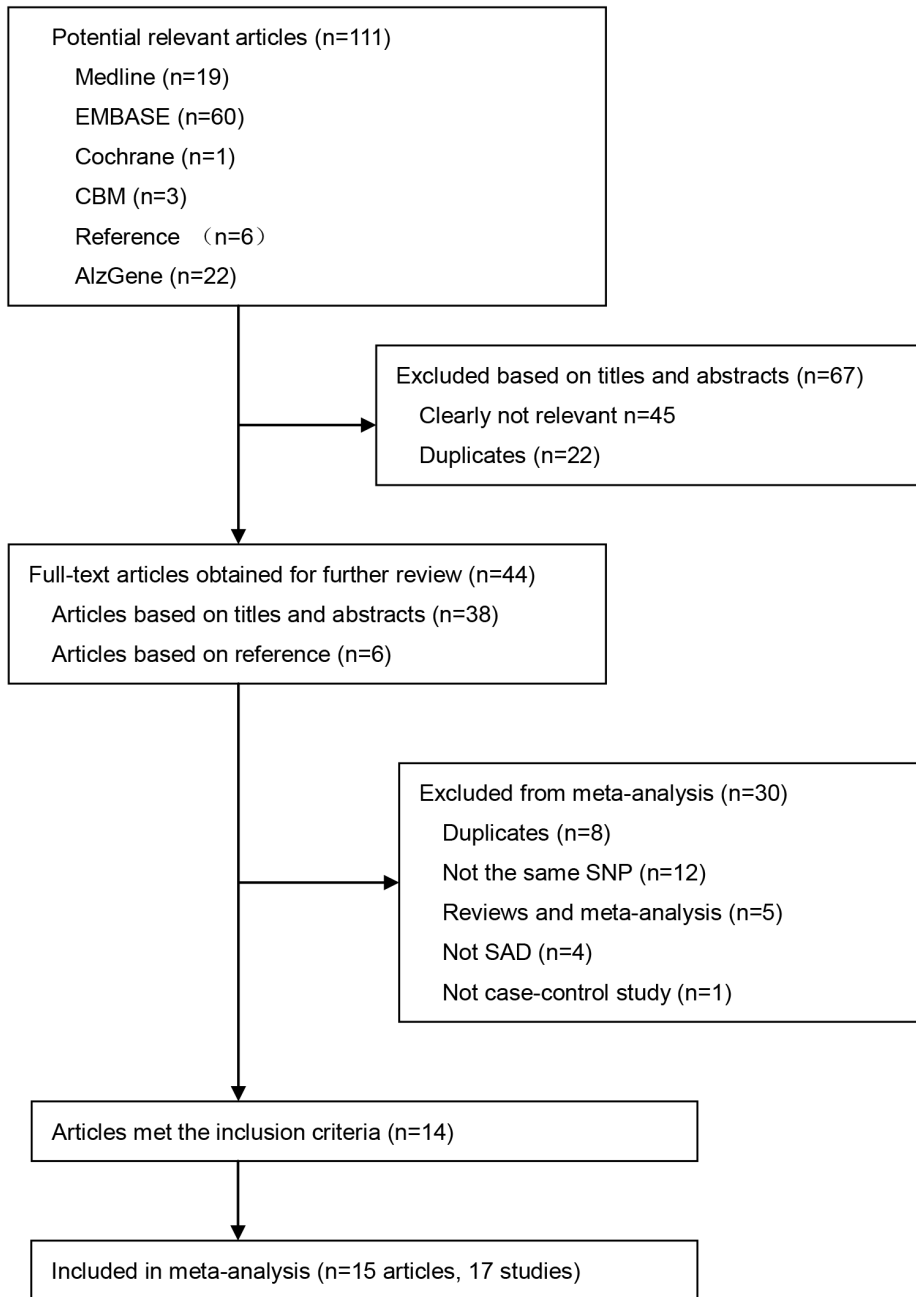 Potential relevant articles (n=111)
Medline (n=19)
EMBASE (n=60)
Cochrane (n=1)
CBM (n=3)
Reference （n=6）
AlzGene (n=22)
Excluded based on titles and abstracts (n=67)
Clearly not relevant n=45
Duplicates (n=22)
Full-text articles obtained for further review (n=44)
Articles based on titles and abstracts (n=38)
Articles based on reference (n=6)
Excluded from meta-analysis (n=30)
Duplicates (n=8)
Not the same SNP (n=12)
Reviews and meta-analysis (n=5)
Not SAD (n=4)
Not case-control study (n=1)
Articles met the inclusion criteria (n=14)
Included in meta-analysis (n=15 articles, 17 studies)